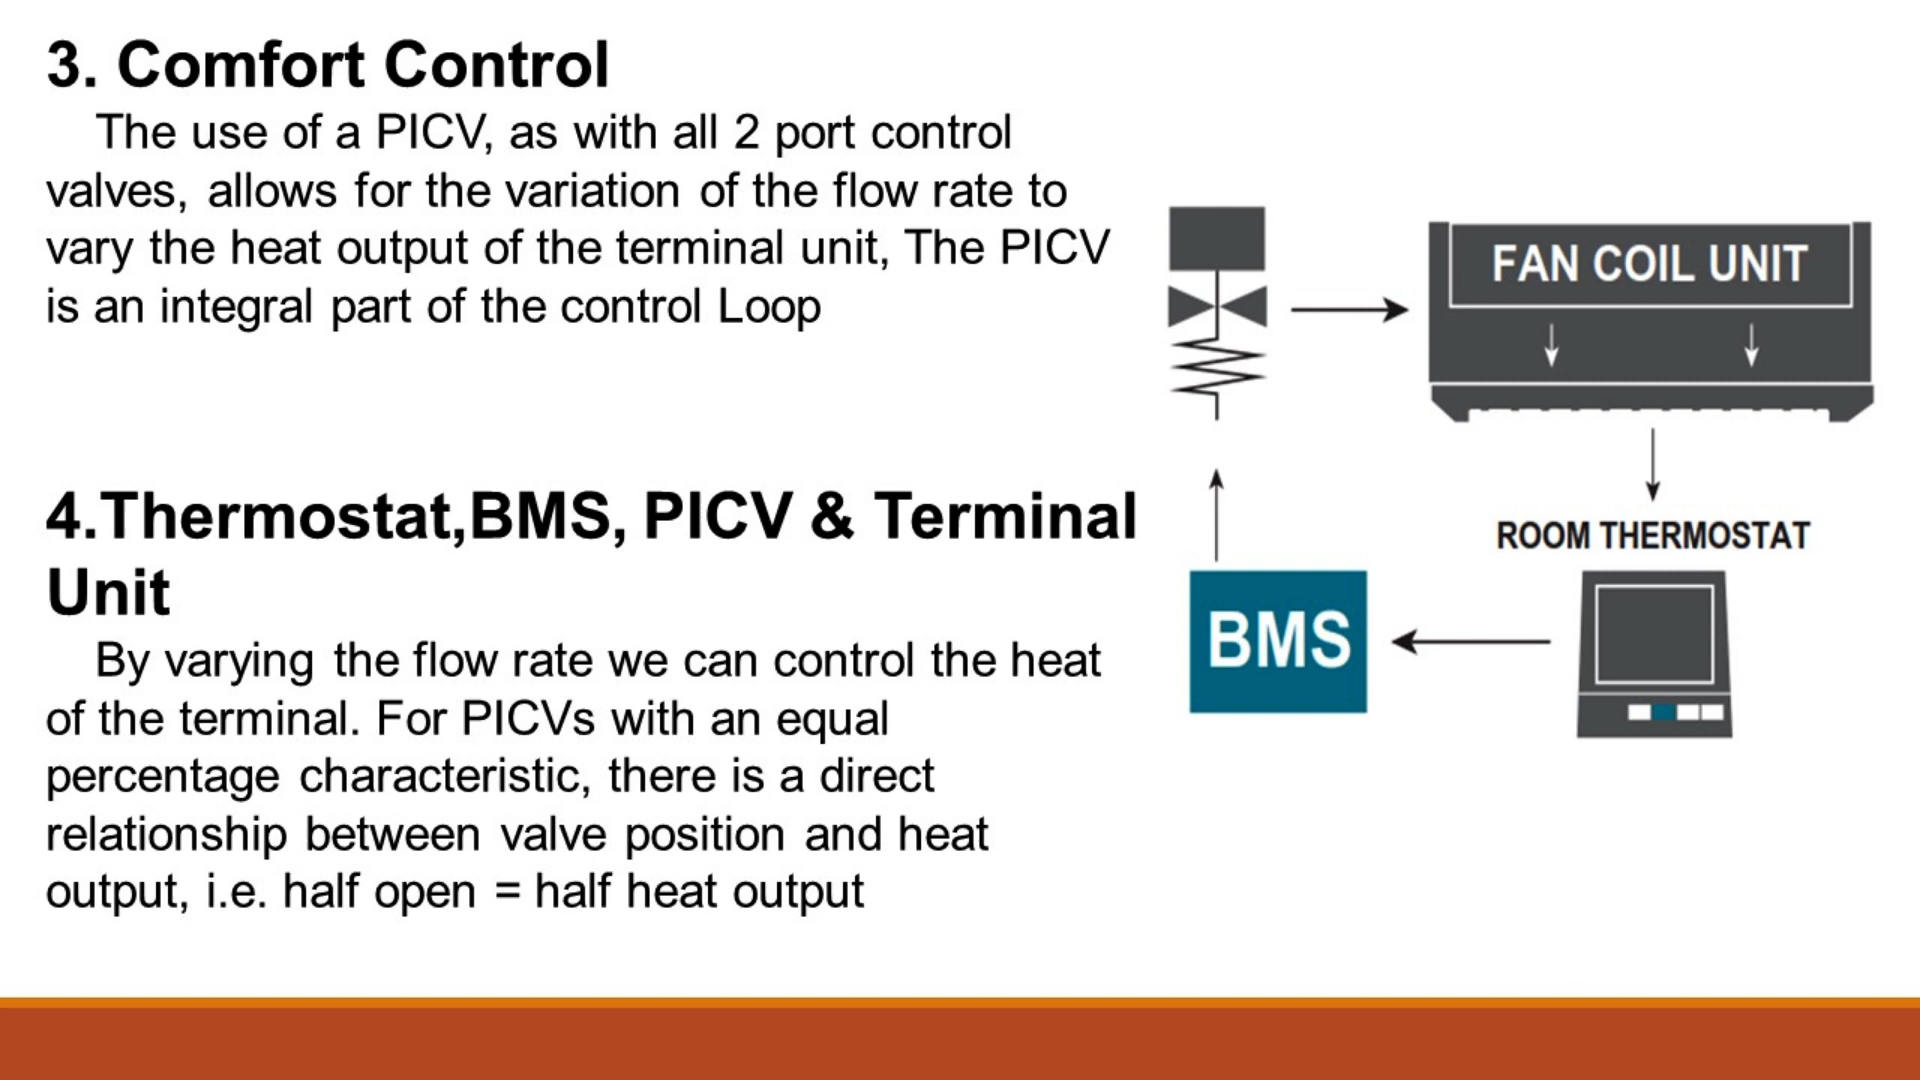 3. Comfort Control
The use of a PICV, as with all 2 port control
valves, allows for the variation of the flow rate to
vary the heat output of the terminal unit, The PICV
is an integral part of the control Loop
4.Thermostat,BMS, PICV & Terminal
Unit
By varying the flow rate we can control the heat
of the terminal. For PICVs with an equal
percentage characteristic, there is a direct
relationship between valve position and heat
output, i.e. half open = half heat output
FAN COIL UNIT
ROOM THERMOSTAT
BMS